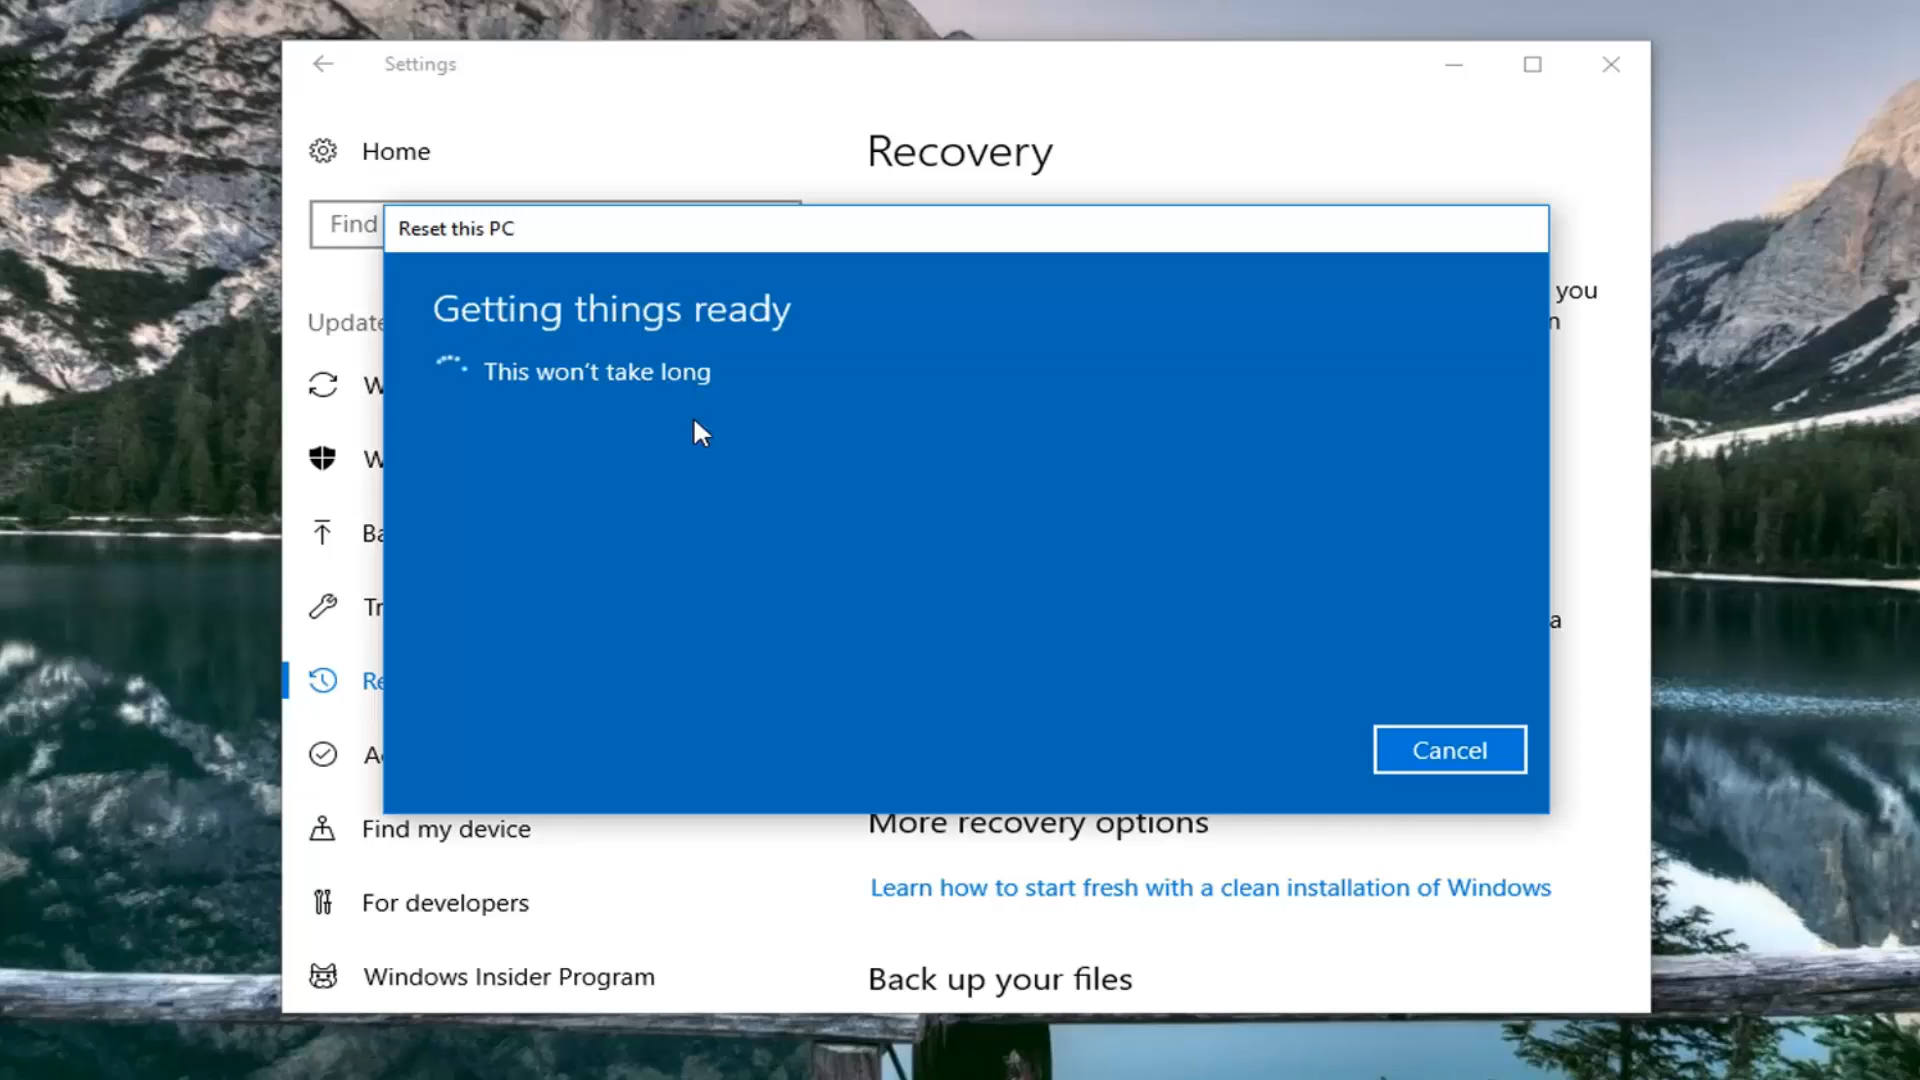 Settings
Home
Recovery
Find
Reset this PC
Getting things ready
you
Update
This won't take long
Cancel
a
More recovery options
Find my device
Learn how to start fresh with a clean installation of Windows
For developers
Windows Insider Program
Back up your files